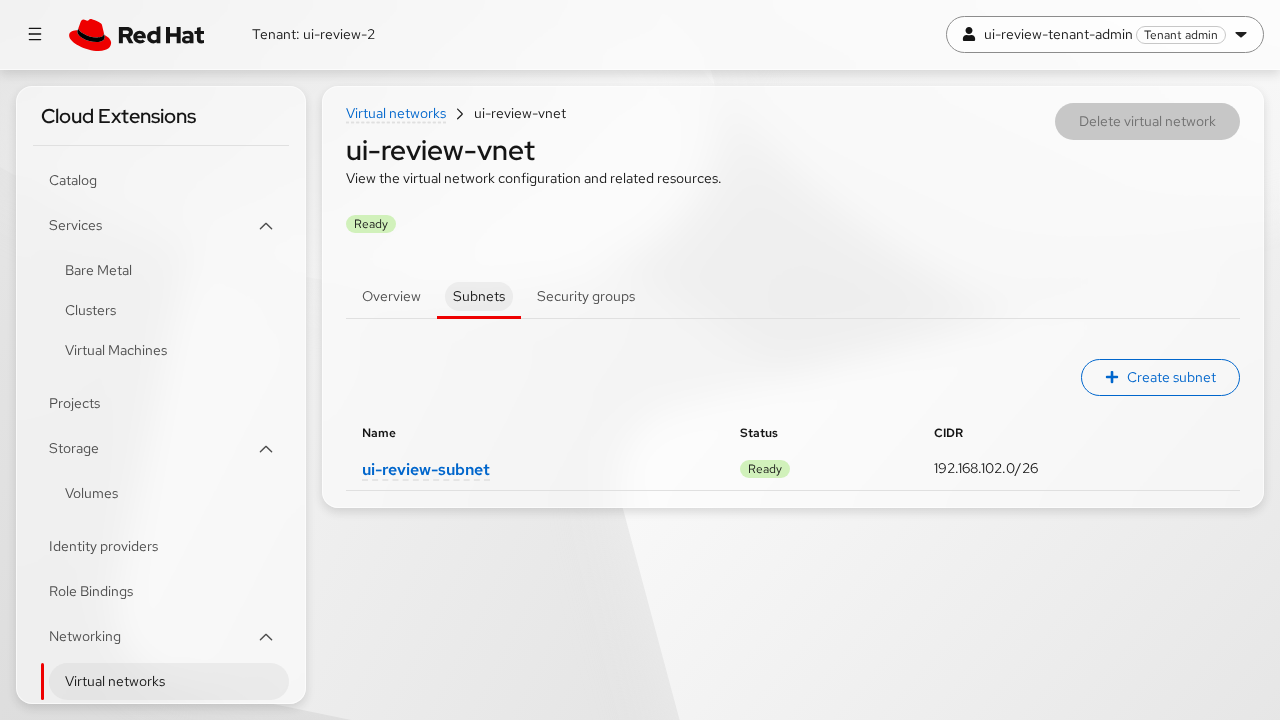 Red Hat
Tenant: ui-review-2
ui-review-tenant-admin Tenant admin
Cloud Extensions
Catalog
Services
Bare Metal
Clusters
Virtual Machines
Projects
Storage
Volumes
Identity providers
Role Bindings
Networking
Virtual networks
Virtual networks ui-review-vnet
Delete virtual network
ui-review-vnet
View the virtual network configuration and related resources.
Ready
Overview Subnets Security groups
Create subnet
Name Status CIDR
ui-review-subnet Ready 192.168.102.0/26